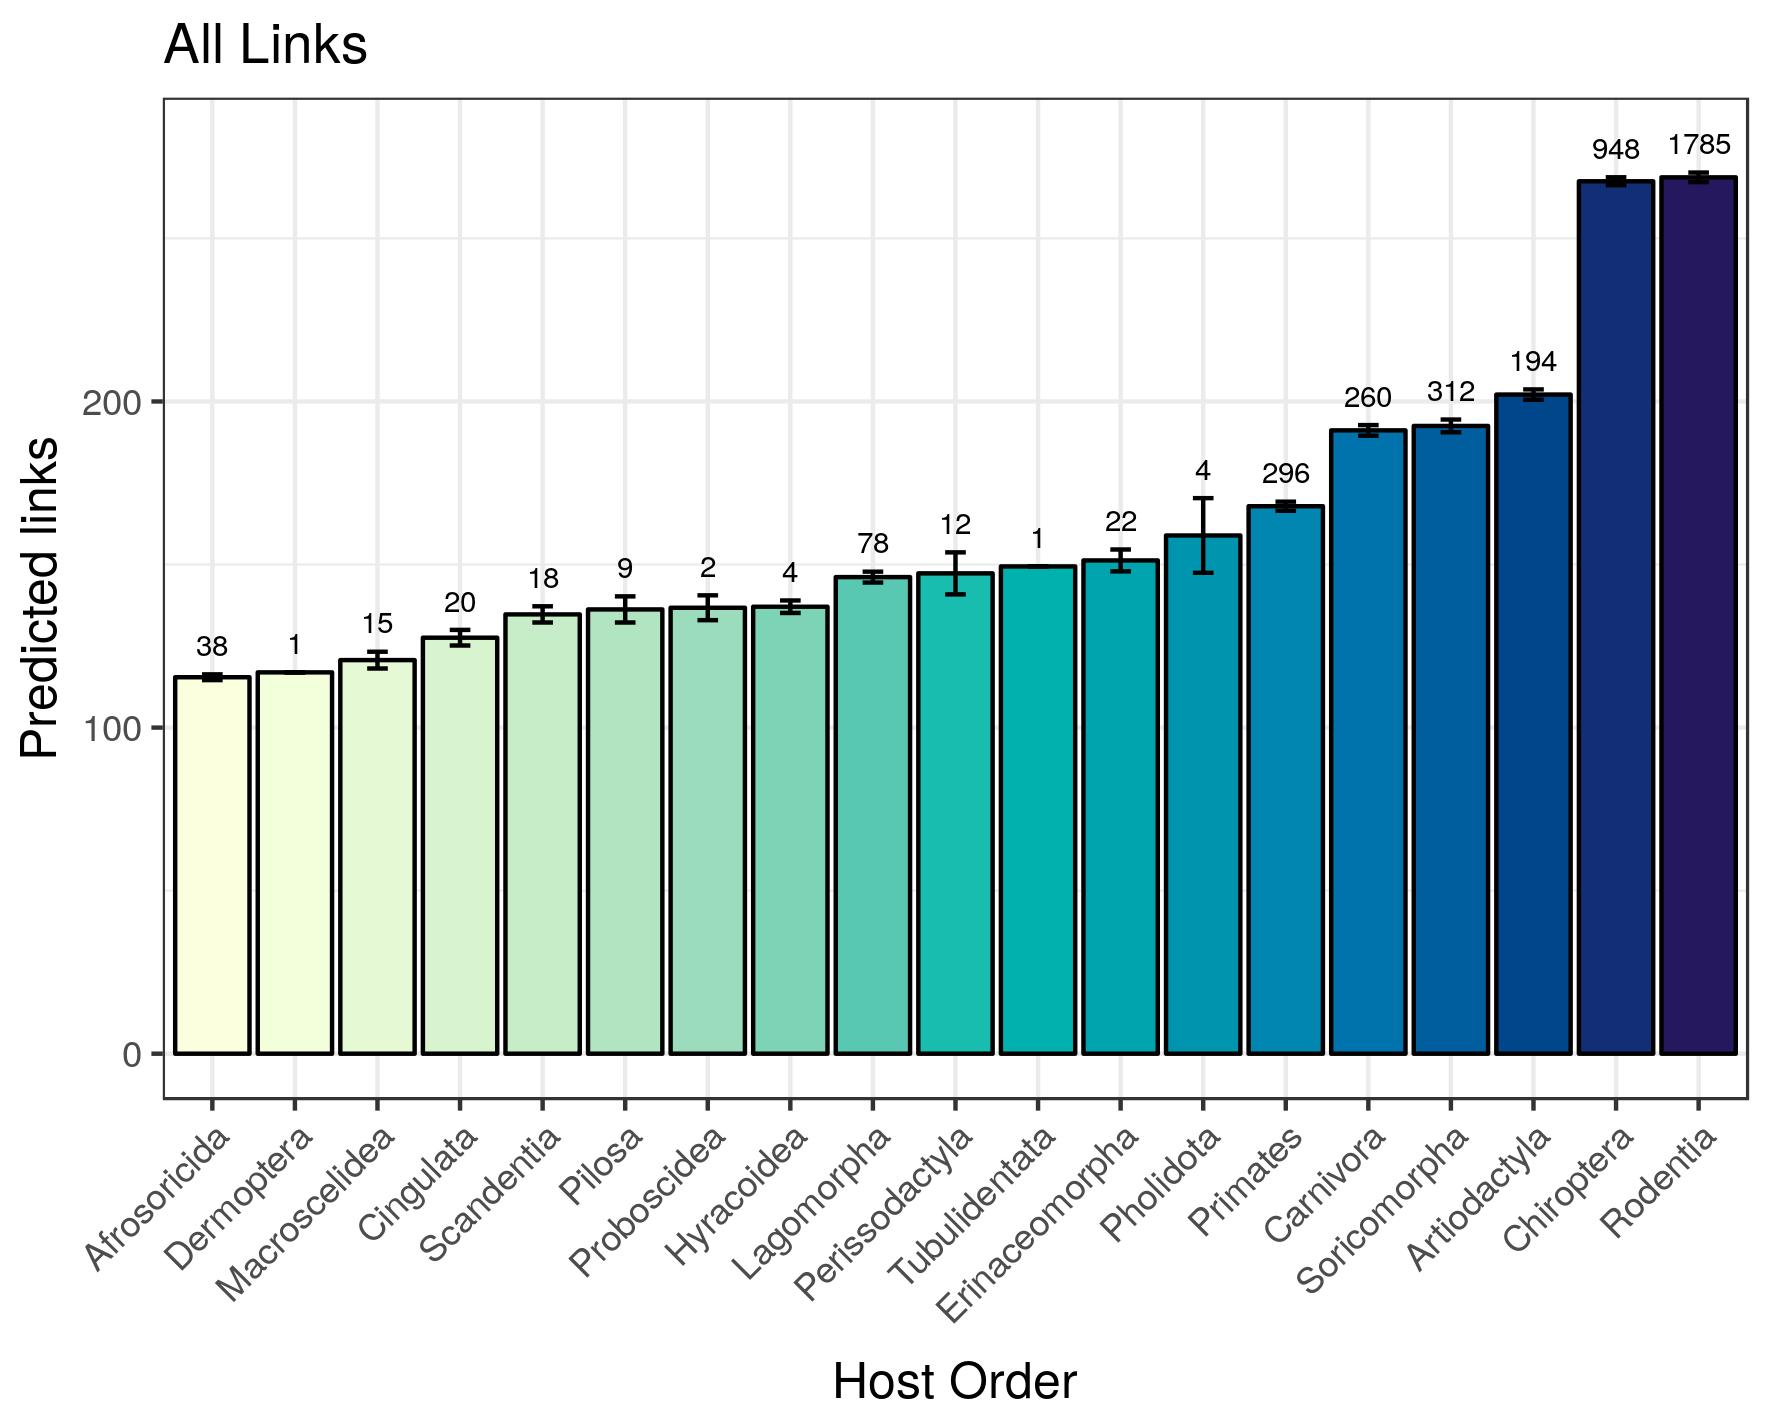 All Links
Predicted links
200
100
0
38
1
15
20
18
9
2
4
78
12
1
22
4
296
260
312
194
948
1785
Afrosoricida
Dermoptera
Macroscelidea
Cingulata
Scandentia
Pilosa
Proboscidea
Hyracoidea
Lagomorpha
Perissodactyla
Tubulidentata
Erinaceomorpha
Pholidota
Primates
Carnivora
Soricomorpha
Artiodactyla
Chiroptera
Rodentia
Host Order